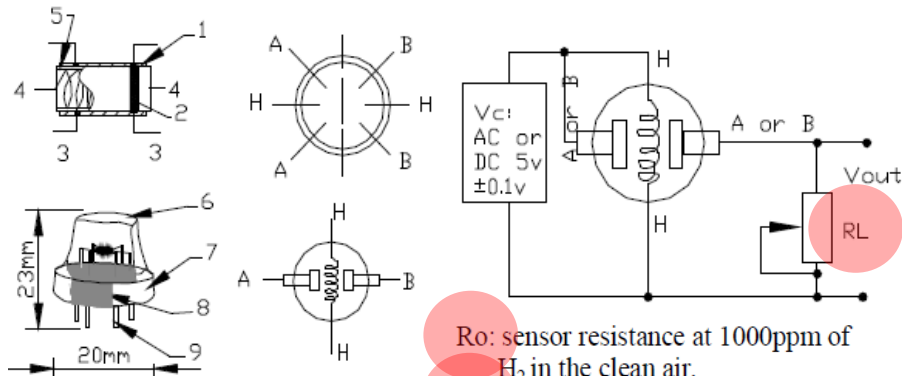 5
1
4
4
2
3
3
A
B
H
H
A
B
6
23mm
7
8
9
20mm
H
A
B
H
Vc:
AC or
DC 5v
±0.1v
A or B
H
A or B
H
Vout
RL
Ro: sensor resistance at 1000ppm of
H₂ in the clean air.